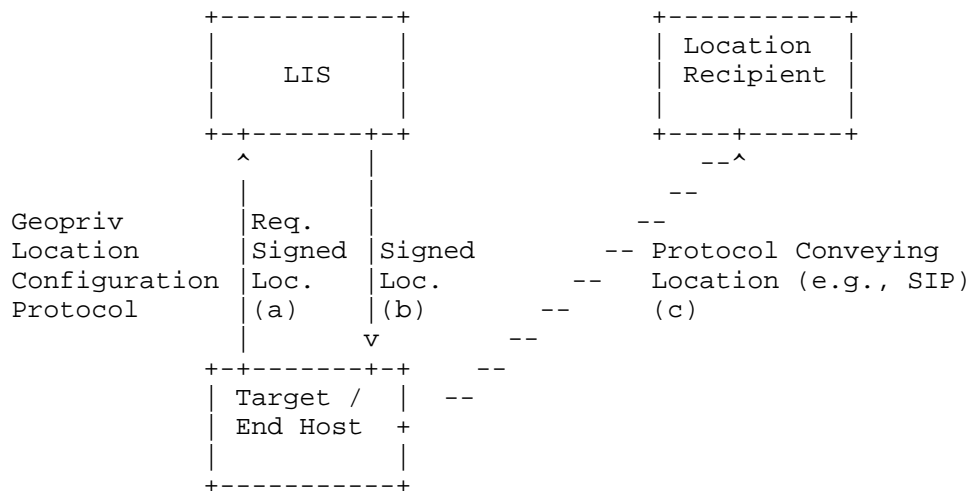 Location
LIS Recipient
Geopriv Req.
Location Signed Signed Protocol Conveying
Configuration Loc. Loc. Location (e.g., SIP)
Protocol (a) (b) (c)
Target /
End Host